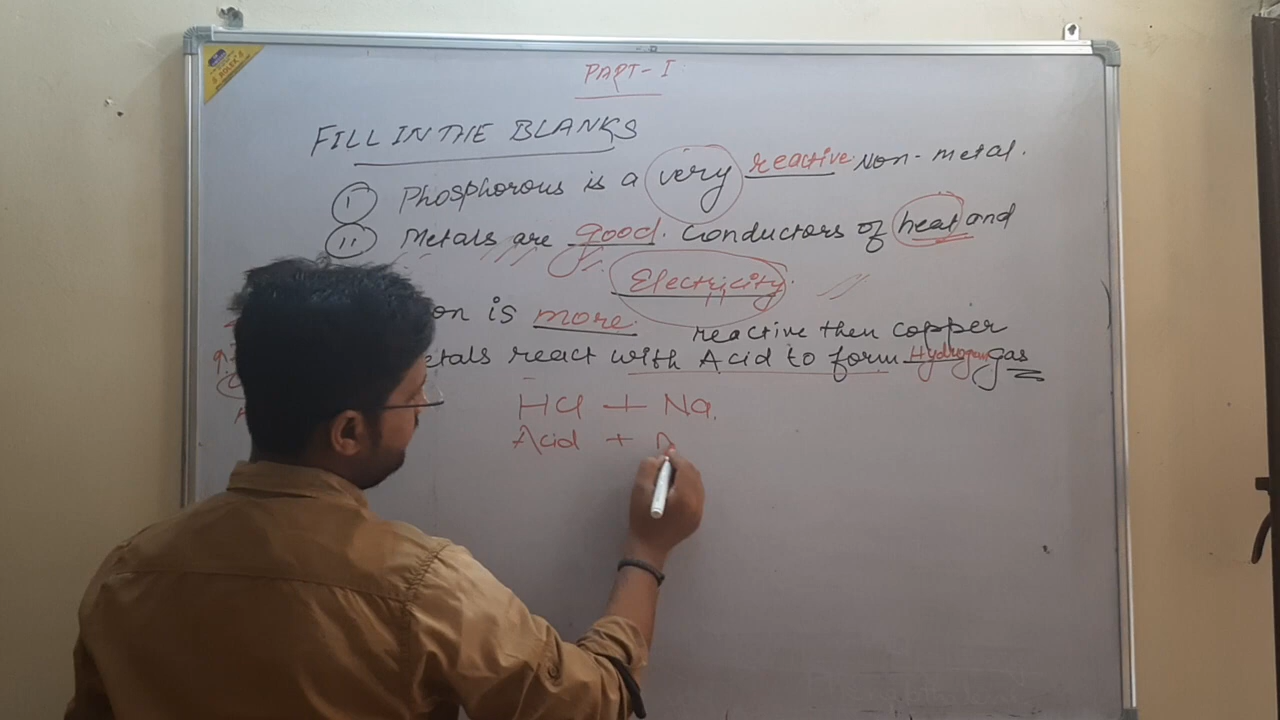 PART-I
FILL IN THE BLANKS
I Phosphorous is a very reactive Non-metal.
II Metals are good. Conductors of heat and
Electricity.
on is more reactive then copper
etals react with Acid to form Hydrogen gas
HCl + Na.
Acid +